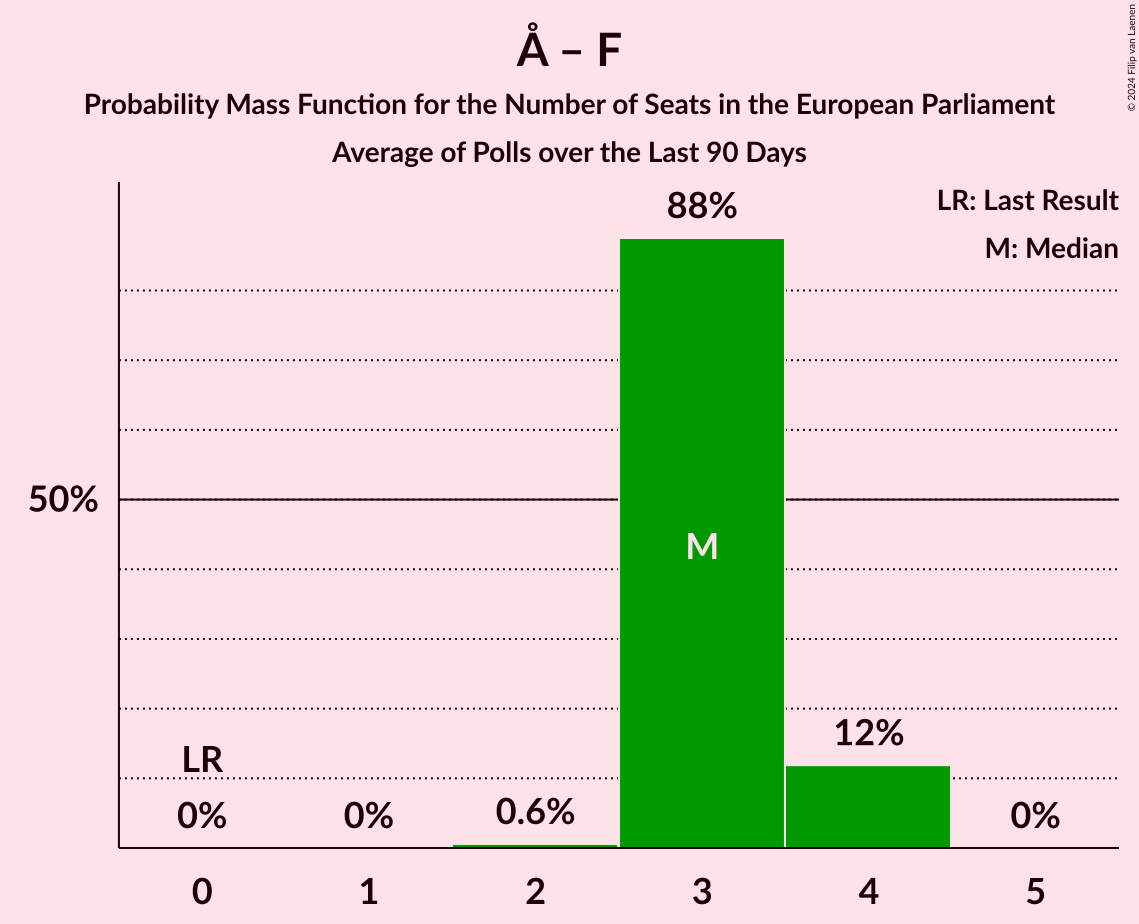 Å – F
Probability Mass Function for the Number of Seats in the European Parliament
Average of Polls over the Last 90 Days
© 2024 Filip van Laenen
LR: Last Result
M: Median
88%
50%
M
12%
LR
0%
0%
0.6%
0%
0 1 2 3 4 5